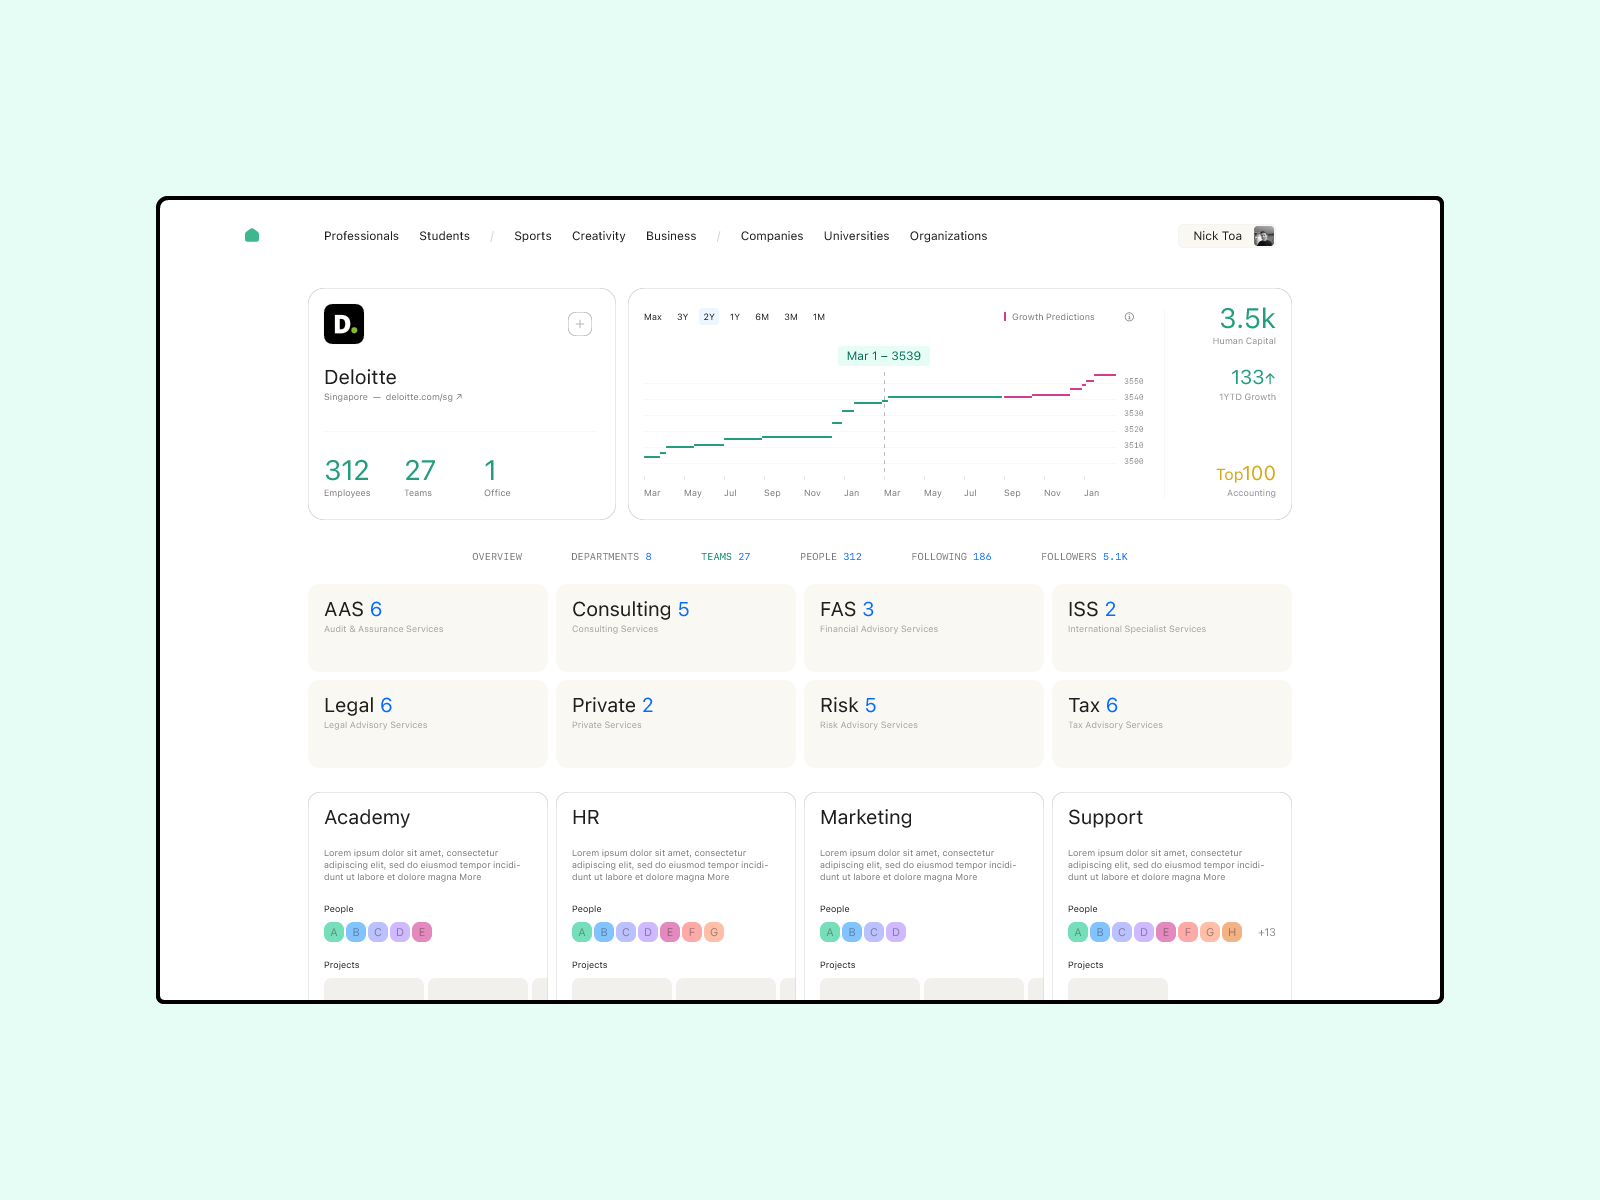 Professionals Students / Sports Creativity Business / Companies Universities Organizations Nick Toa
D.
Deloitte
Singapore — deloitte.com/sg ↗
312 27 1
Employees Teams Office
Max 3Y 2Y 1Y 6M 3M 1M Growth Predictions
Mar 1 – 3539
3550
3540
3530
3520
3510
3500
Mar May Jul Sep Nov Jan Mar May Jul Sep Nov Jan
3.5k
Human Capital
133↑
1YTD Growth
Top100
Accounting
OVERVIEW DEPARTMENTS 8 TEAMS 27 PEOPLE 312 FOLLOWING 186 FOLLOWERS 5.1K
AAS 6
Audit & Assurance Services
Consulting 5
Consulting Services
FAS 3
Financial Advisory Services
ISS 2
International Specialist Services
Legal 6
Legal Advisory Services
Private 2
Private Services
Risk 5
Risk Advisory Services
Tax 6
Tax Advisory Services
Academy
Lorem ipsum dolor sit amet, consectetur
adipiscing elit, sed do eiusmod tempor incidi-
dunt ut labore et dolore magna More
People
A B C D E
Projects
HR
Lorem ipsum dolor sit amet, consectetur
adipiscing elit, sed do eiusmod tempor incidi-
dunt ut labore et dolore magna More
People
A B C D E F G
Projects
Marketing
Lorem ipsum dolor sit amet, consectetur
adipiscing elit, sed do eiusmod tempor incidi-
dunt ut labore et dolore magna More
People
A B C D
Projects
Support
Lorem ipsum dolor sit amet, consectetur
adipiscing elit, sed do eiusmod tempor incidi-
dunt ut labore et dolore magna More
People
A B C D E F G H +13
Projects